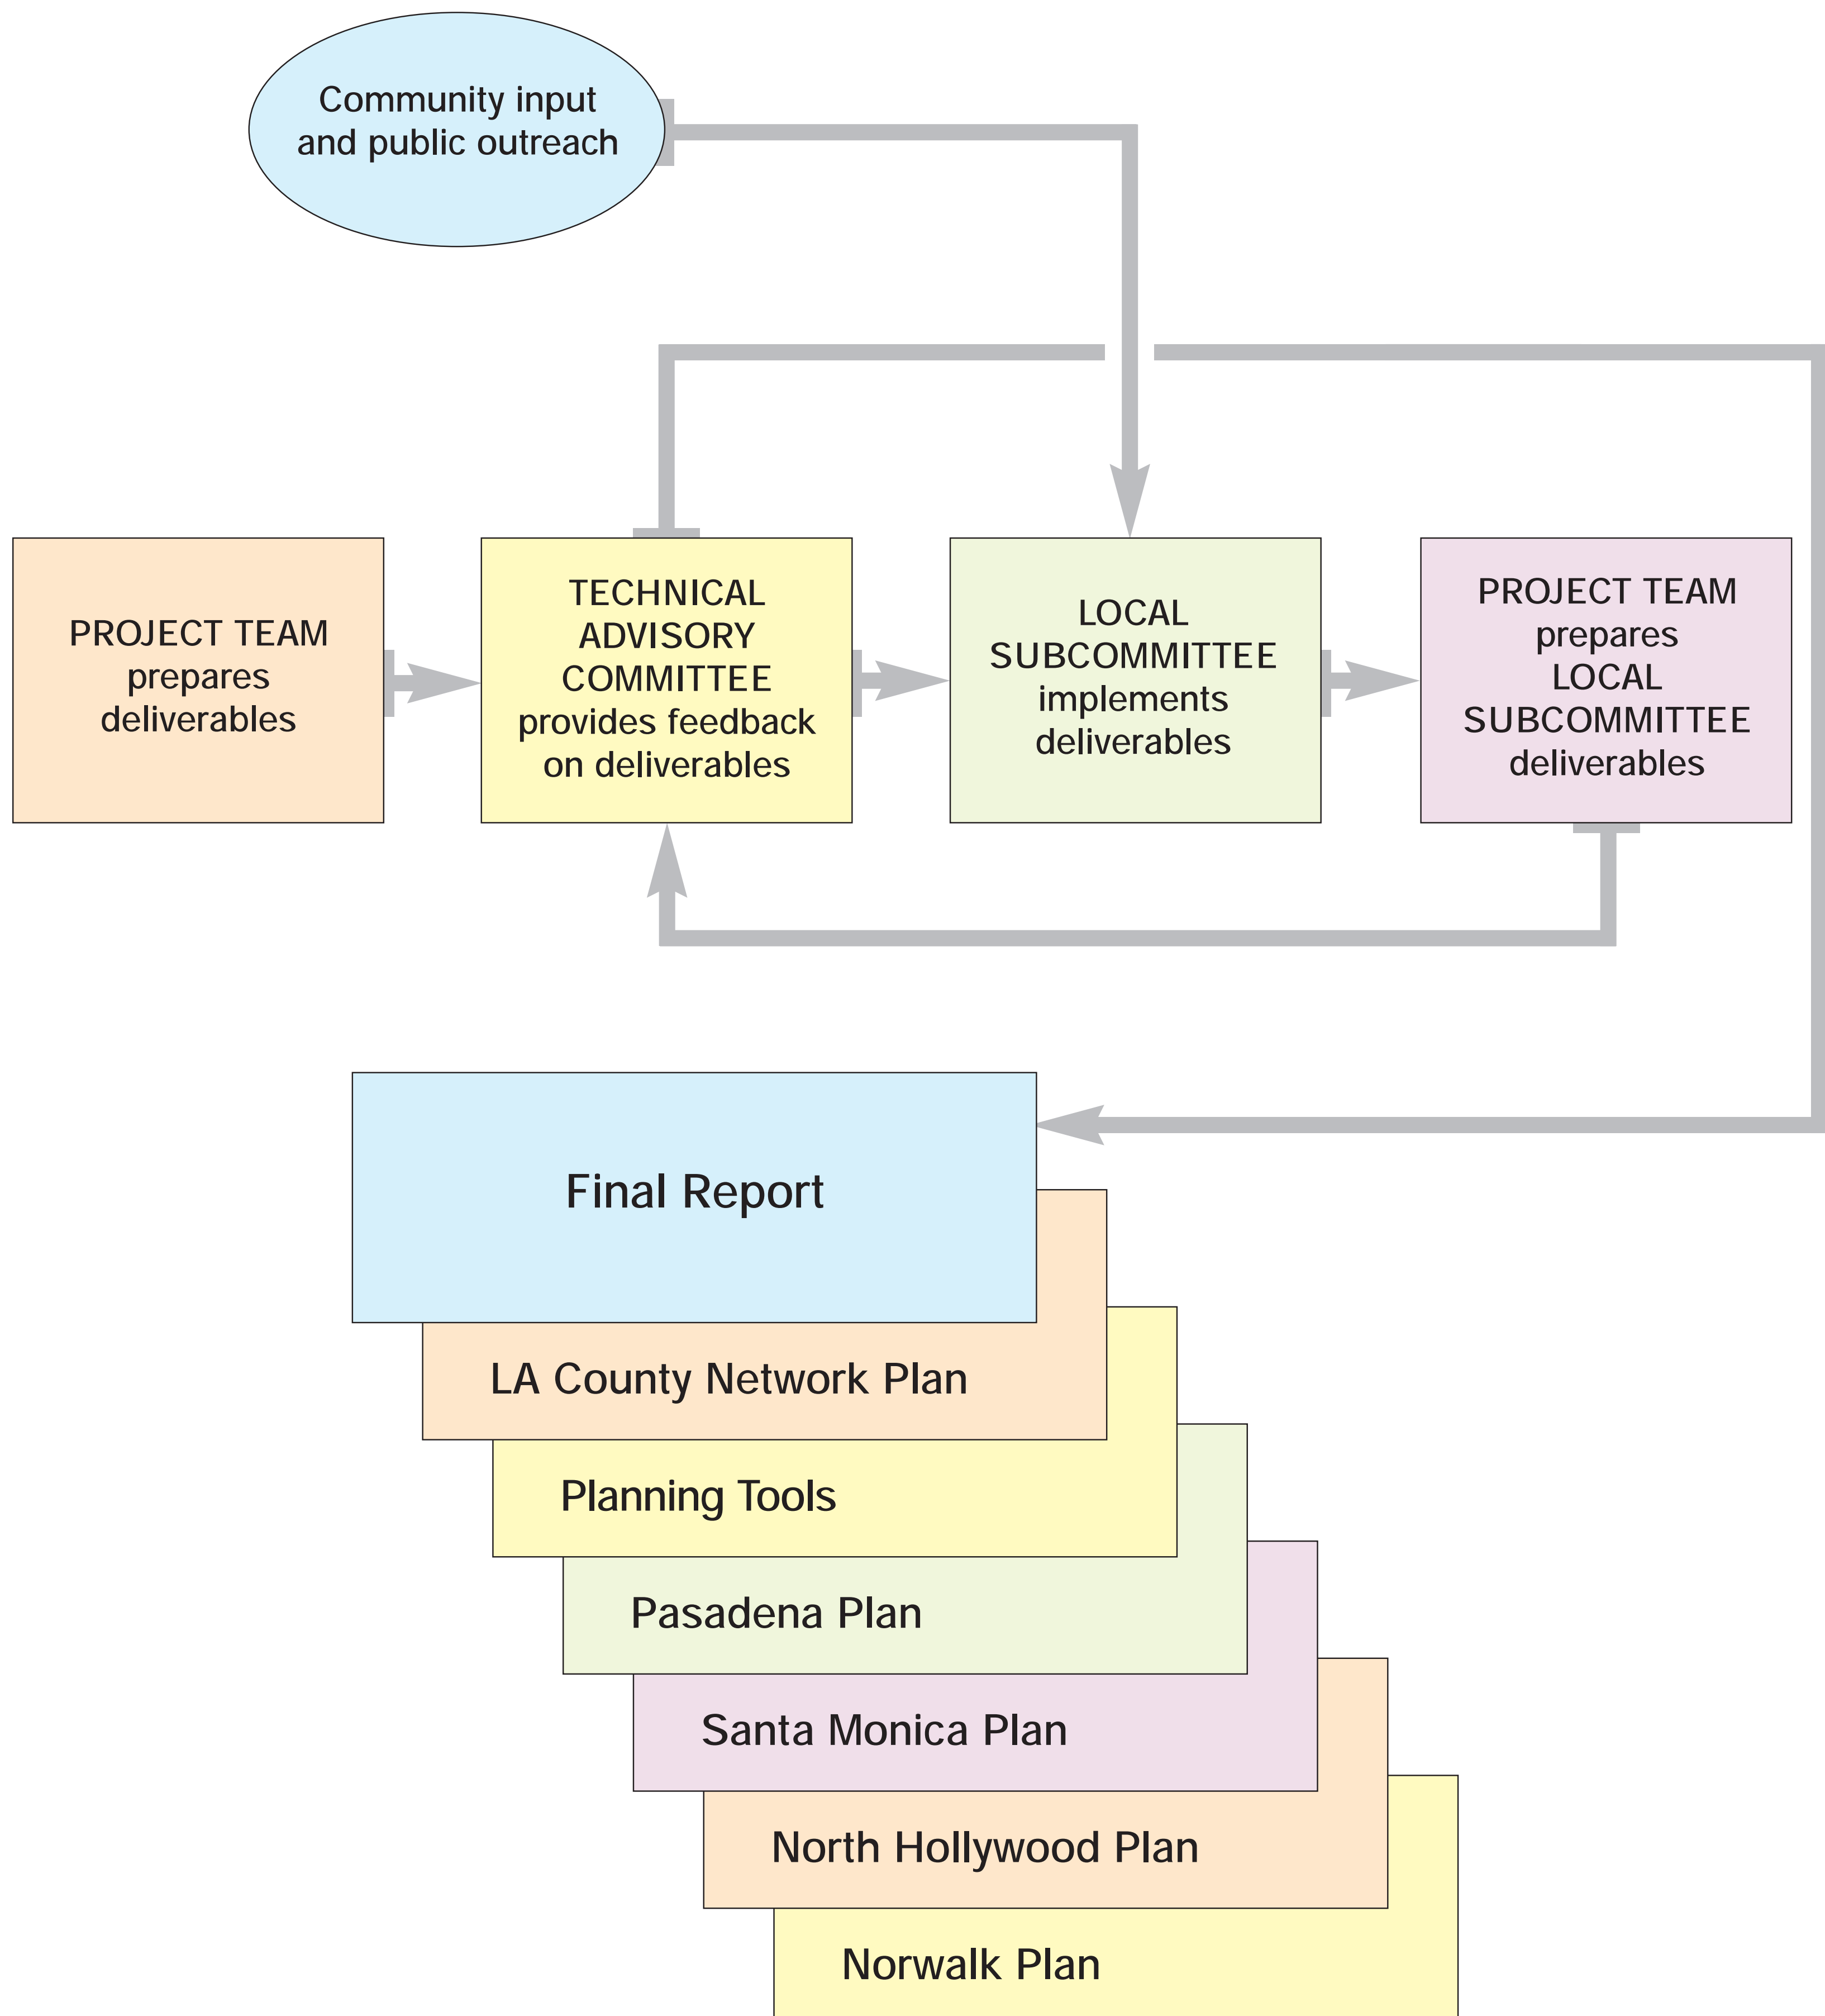 Community input
and public outreach
PROJECT TEAM
prepares
deliverables
TECHNICAL
ADVISORY
COMMITTEE
provides feedback
on deliverables
LOCAL
SUBCOMMITTEE
implements
deliverables
PROJECT TEAM
prepares
LOCAL
SUBCOMMITTEE
deliverables
Final Report
LA County Network Plan
Planning Tools
Pasadena Plan
Santa Monica Plan
North Hollywood Plan
Norwalk Plan